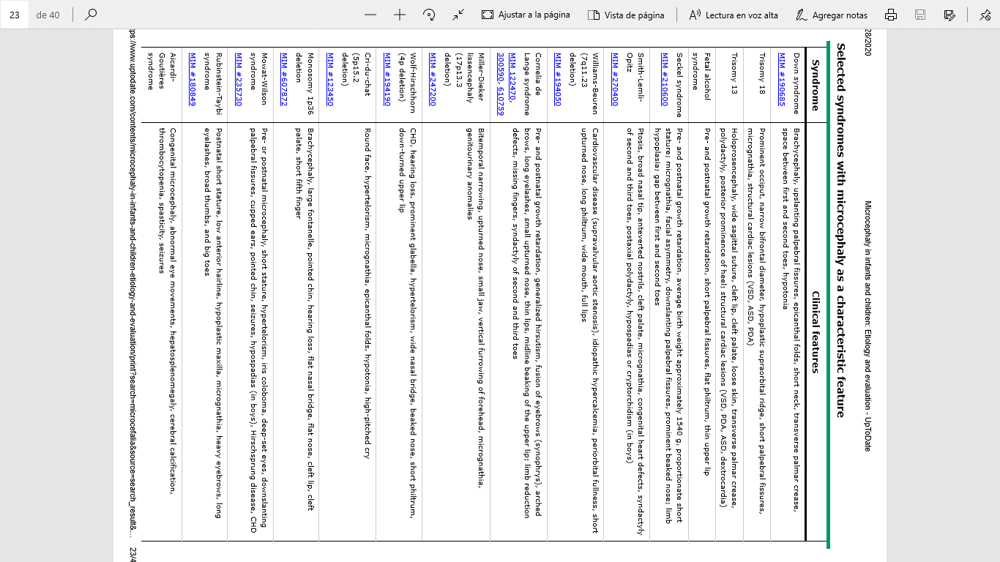 23 de 40
Ajustar a la página
Vista de página
Lectura en voz alta
Agregar notas
28/2020
Microcephaly in infants and children: Etiology and evaluation - UpToDate
Selected syndromes with microcephaly as a characteristic feature
Syndrome
Clinical features
Down syndrome
MIM #190685
Brachycephaly, upslanting palpebral fissures, epicanthal folds, short neck, transverse palmar crease,
space between first and second toes, hypotonia
Trisomy 18
Prominent occiput, narrow bifrontal diameter, hypoplastic supraorbital ridge, short palpebral fissures,
micrognathia, structural cardiac lesions (VSD, ASD, PDA)
Trisomy 13
Holoprosencephaly, wide sagittal suture, cleft lip, cleft palate, loose skin, transverse palmar crease,
polydactyly, posterior prominence of heel; structural cardiac lesions (VSD, PDA, ASD, dextrocardia)
Fetal alcohol
syndrome
Pre- and postnatal growth retardation, short palpebral fissures, flat philtrum, thin upper lip
Seckel syndrome
MIM #210600
Pre- and postnatal growth retardation, average birth weight approximately 1540 g, proportionate short
stature; micrognathia, facial asymmetry, downslanting palpebral fissures, prominent beaked nose; limb
hypoplasia; gap between first and second toes
Smith-Lemli-
Opitz
MIM #270400
Ptosis, broad nasal tip, anteverted nostrils, cleft palate, micrognathia, congenital heart defects, syndactyly
of second and third toes, postaxial polydactyly, hypospadias or cryptorchidism (in boys)
Williams-Beuren
(7q11.23
deletion)
MIM #194050
Cardiovascular disease (supravalvular aortic stenosis), idiopathic hypercalcemia, periorbital fullness, short
upturned nose, long philtrum, wide mouth, full lips
Cornelia de
Lange syndrome
MIM 122470,
300590, 610759
Pre- and postnatal growth retardation, generalized hirsutism, fusion of eyebrows (synophrys), arched
brows, long eyelashes, small upturned nose, thin lips, midline beaking of the upper lip; limb reduction
defects, missing fingers, syndactyly of second and third toes
Miller-Dieker
lissencephaly
(17p13.3
deletion)
MIM #247200
Bitemporal narrowing, upturned nose, small jaw, vertical furrowing of forehead, micrognathia,
genitourinary anomalies
Wolf-Hirschhorn
(4p deletion)
MIM #194190
CHD, hearing loss, prominent glabella, hypertelorism, wide nasal bridge, beaked nose, short philtrum,
down-turned upper lip
Cri-du-chat
(5p15.2
deletion)
MIM #123450
Round face, hypertelorism, micrognathia, epicanthal folds, hypotonia, high-pitched cry
Monosomy 1p36
deletion
MIM #607872
Brachycephaly, large fontanelle, pointed chin, hearing loss, flat nasal bridge, flat nose, cleft lip, cleft
palate, short fifth finger
Mowat-Wilson
syndrome
MIM #235730
Pre- or postnatal microcephaly, short stature, hypertelorism, iris coloboma, deep-set eyes, downslanting
palpebral fissures, cupped ears, pointed chin, seizures, hypospadias (in boys), Hirschsprung disease, CHD
Rubinstein-Taybi
syndrome
MIM #180849
Postnatal short stature, low anterior hairline, hypoplastic maxilla, micrognathia, heavy eyebrows, long
eyelashes, broad thumbs, and big toes
Aicardi-
Goutières
syndrome
Congenital microcephaly, abnormal eye movements, hepatosplenomegaly, cerebral calcification,
thrombocytopenia, spasticity, seizures
tps://www.uptodate.com/contents/microcephaly-in-infants-and-children-etiology-and-evaluation/print?search=microcefalia&source=search_result&… 23/4